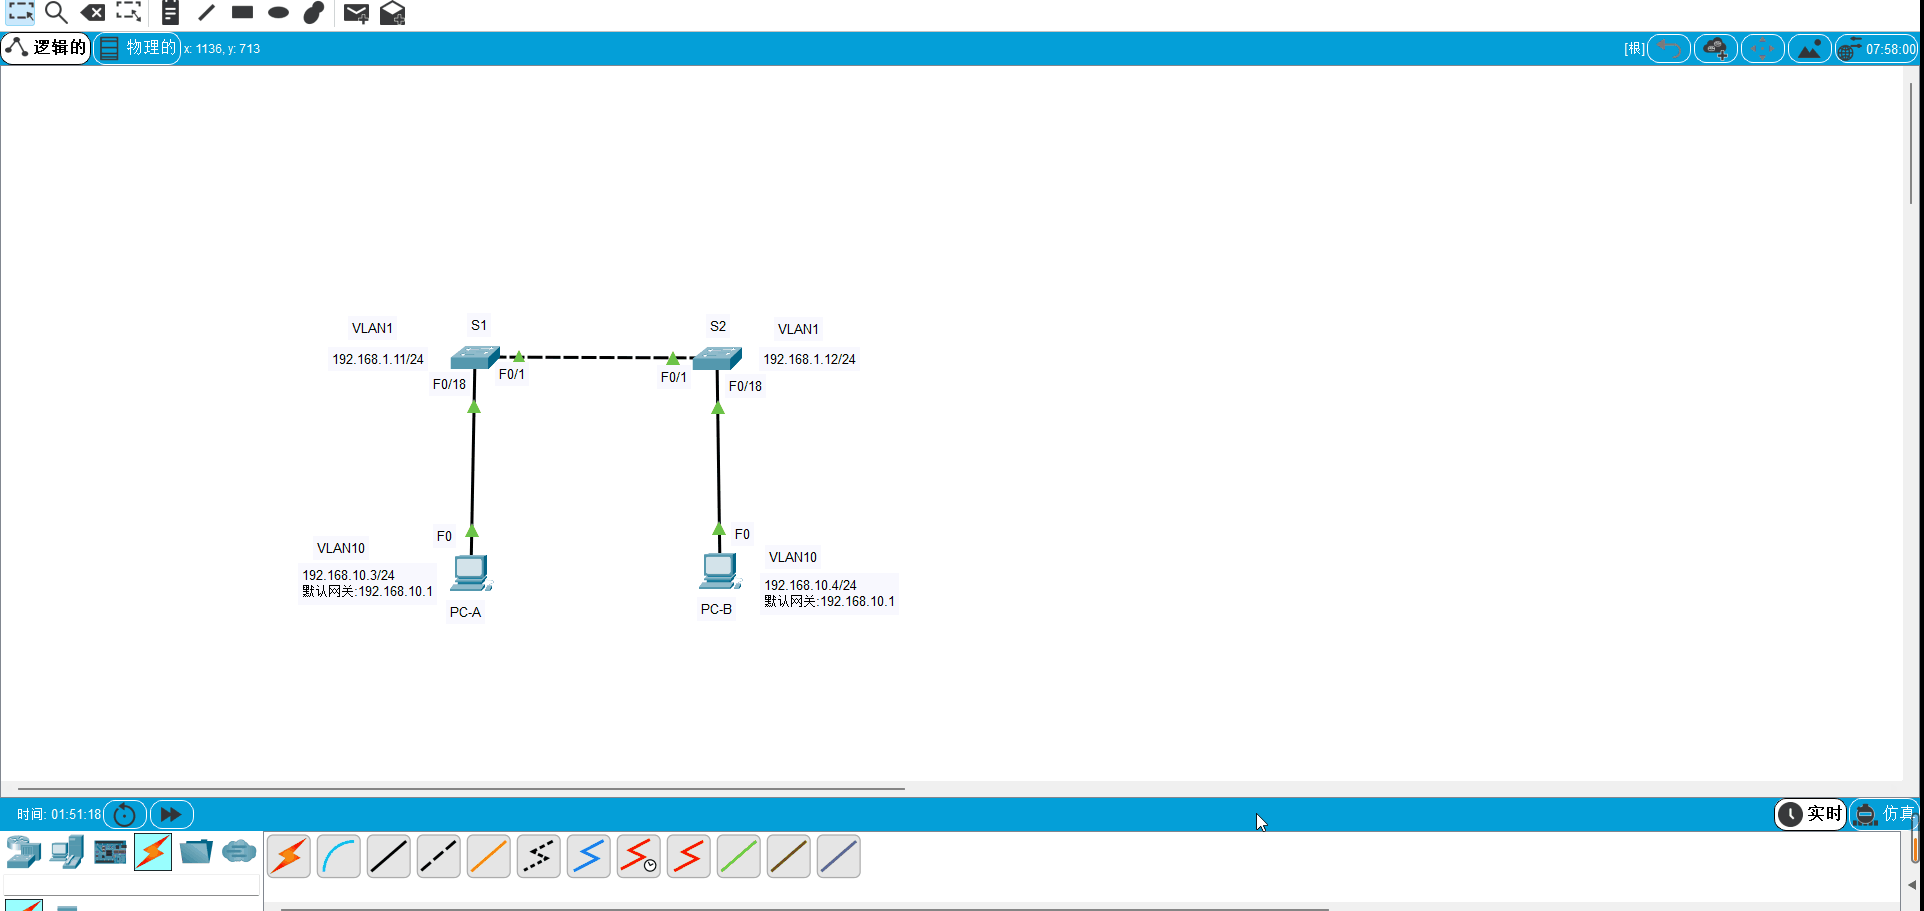 逻辑的
物理的
x: 1136, y: 713
[根]
07:58:00
VLAN1
S1
S2
VLAN1
192.168.1.11/24
192.168.1.12/24
F0/18
F0/1
F0/1
F0/18
F0
F0
VLAN10
VLAN10
192.168.10.3/24
默认网关:192.168.10.1
192.168.10.4/24
默认网关:192.168.10.1
PC-A
PC-B
时间: 01:51:18
实时
仿真